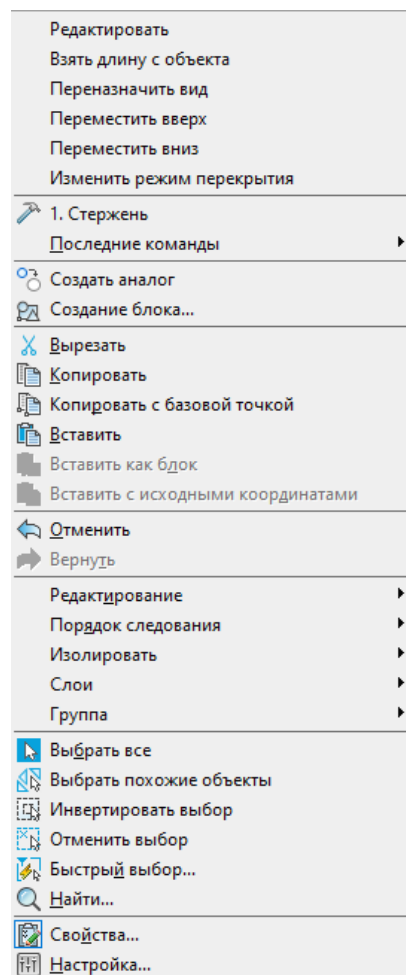 Редактировать
Взять длину с объекта
Переназначить вид
Переместить вверх
Переместить вниз
Изменить режим перекрытия
1. Стержень
Последние команды
Создать аналог
Создание блока...
Вырезать
Копировать
Копировать с базовой точкой
Вставить
Вставить как блок
Вставить с исходными координатами
Отменить
Вернуть
Редактирование
Порядок следования
Изолировать
Слои
Группа
Выбрать все
Выбрать похожие объекты
Инвертировать выбор
Отменить выбор
Быстрый выбор...
Найти...
Свойства...
Настройка...